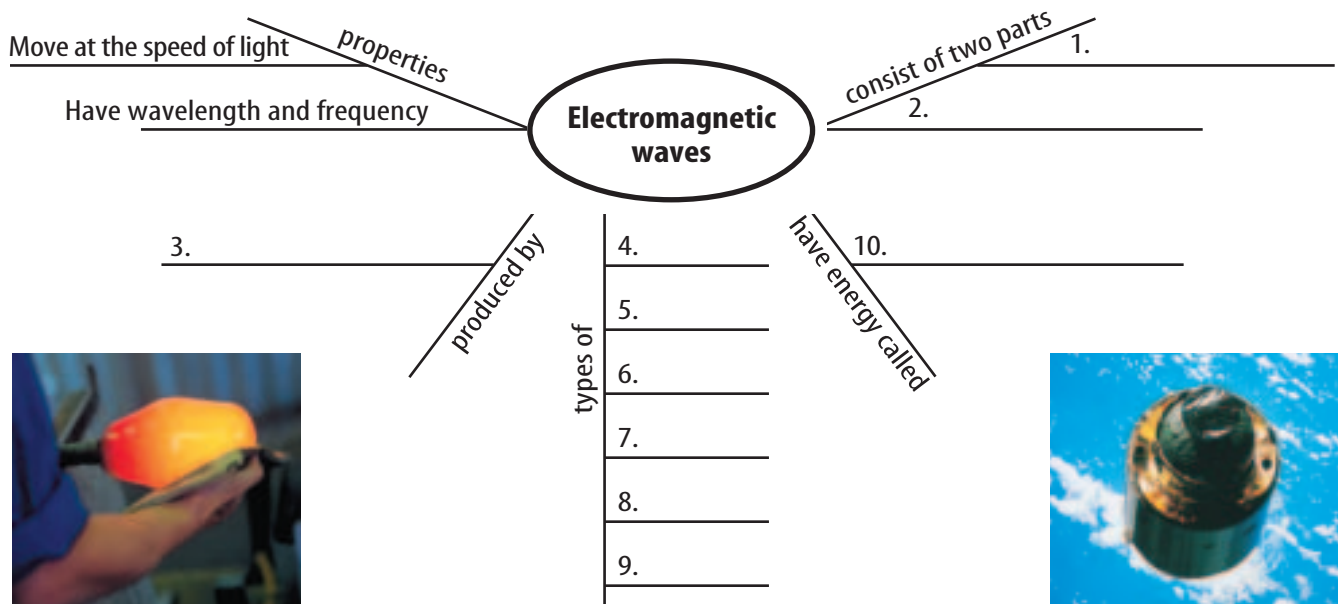 Move at the speed of light
Have wavelength and frequency
properties
Electromagnetic
waves
consist of two parts
1.
2.
3.
produced by
types of
4.
5.
6.
7.
8.
9.
have energy called
10.